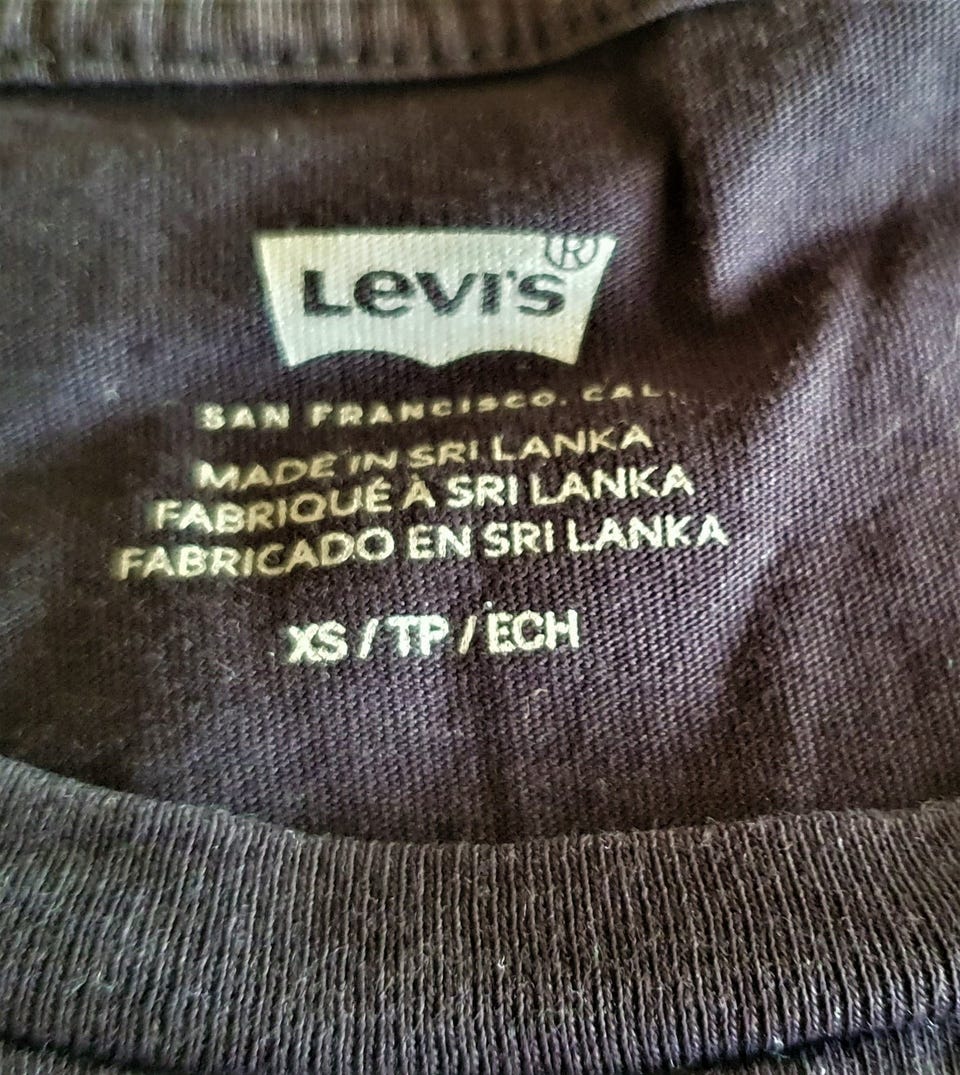 Levi's®
SAN FRANCISCO. CAL.
MADE IN SRI LANKA
FABRIQUÉ À SRI LANKA
FABRICADO EN SRI LANKA
XS / TP / ECH